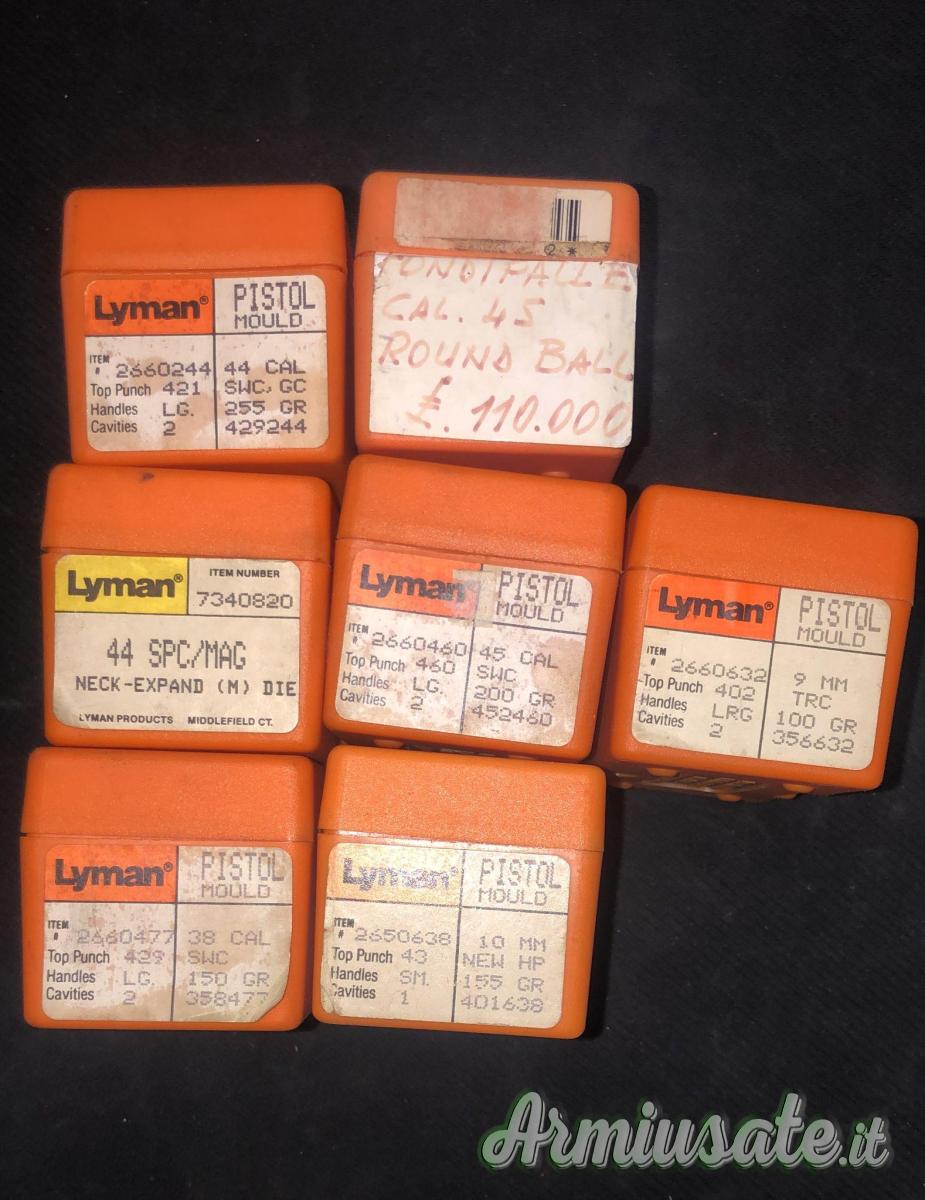 Lyman® PISTOL
MOULD
ITEM
# 2660244 44 CAL
Top Punch 421 SWC, GC
Handles LG. 255 GR
Cavities 2 429244
FONDIPALLE
CAL. 45
ROUND BALL
£. 110.000
Lyman® ITEM NUMBER
7340820
44 SPC/MAG
NECK-EXPAND (M) DIE
LYMAN PRODUCTS MIDDLEFIELD CT.
Lyman PISTOL
MOULD
ITEM
# 2660460 45 CAL
Top Punch 460 SWC
Handles LG. 200 GR
Cavities 2 452460
Lyman® PISTOL
MOULD
ITEM
# 2660632 9 MM
Top Punch 402 TRC
Handles LRG 100 GR
Cavities 2 356632
Lyman® PISTOL
MOULD
ITEM
# 2660477 38 CAL
Top Punch 429 SWC
Handles LG. 150 GR
Cavities 2 358477
Lyman® PISTOL
MOULD
ITEM
# 2650638 10 MM
Top Punch 43 NEW HP
Handles SM. 155 GR
Cavities 1 401638
Armiusate.it